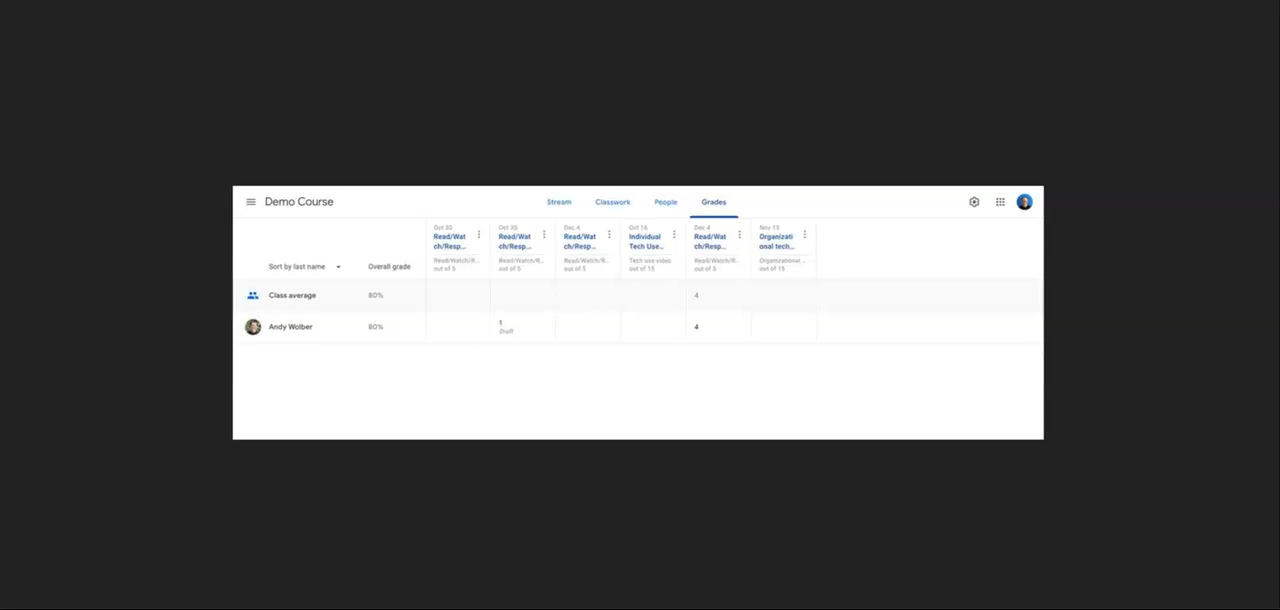 Demo Course
Stream
Classwork
People
Grades
Oct 30
Read/Wat
ch/Resp...
Read/Watch/R...
out of 5
Oct 30
Read/Wat
ch/Resp...
Read/Watch/R...
out of 5
Dec 4
Read/Wat
ch/Resp...
Read/Watch/R...
out of 5
Oct 16
Individual
Tech Use...
Tech use video
out of 15
Dec 4
Read/Wat
ch/Resp...
Read/Watch/R...
out of 5
Nov 13
Organizati
onal tech...
Organizational ...
out of 15
Sort by last name
Overall grade
Class average
80%
4
Andy Wolber
80%
1
Draft
4